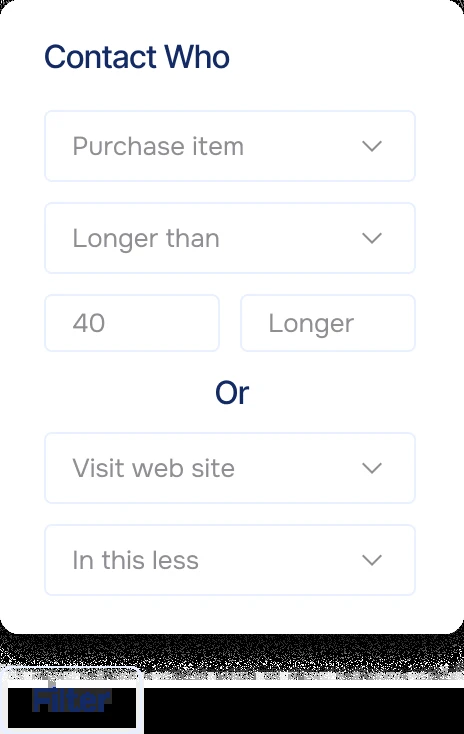 Contact Who
Purchase item
Longer than
40
Longer
Or
Visit web site
In this less
Filter